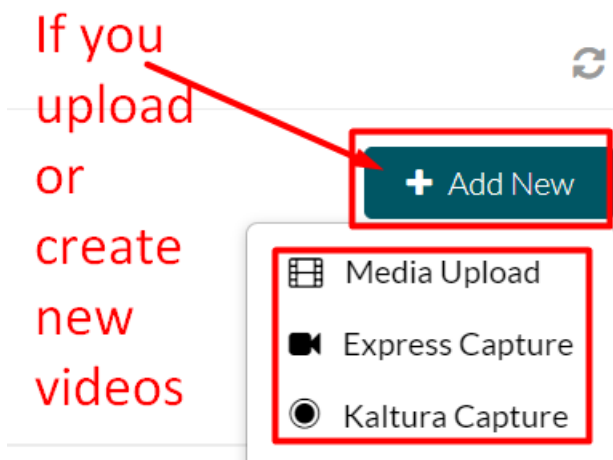 If you
upload
or
create
new
videos
+ Add New
Media Upload
Express Capture
Kaltura Capture